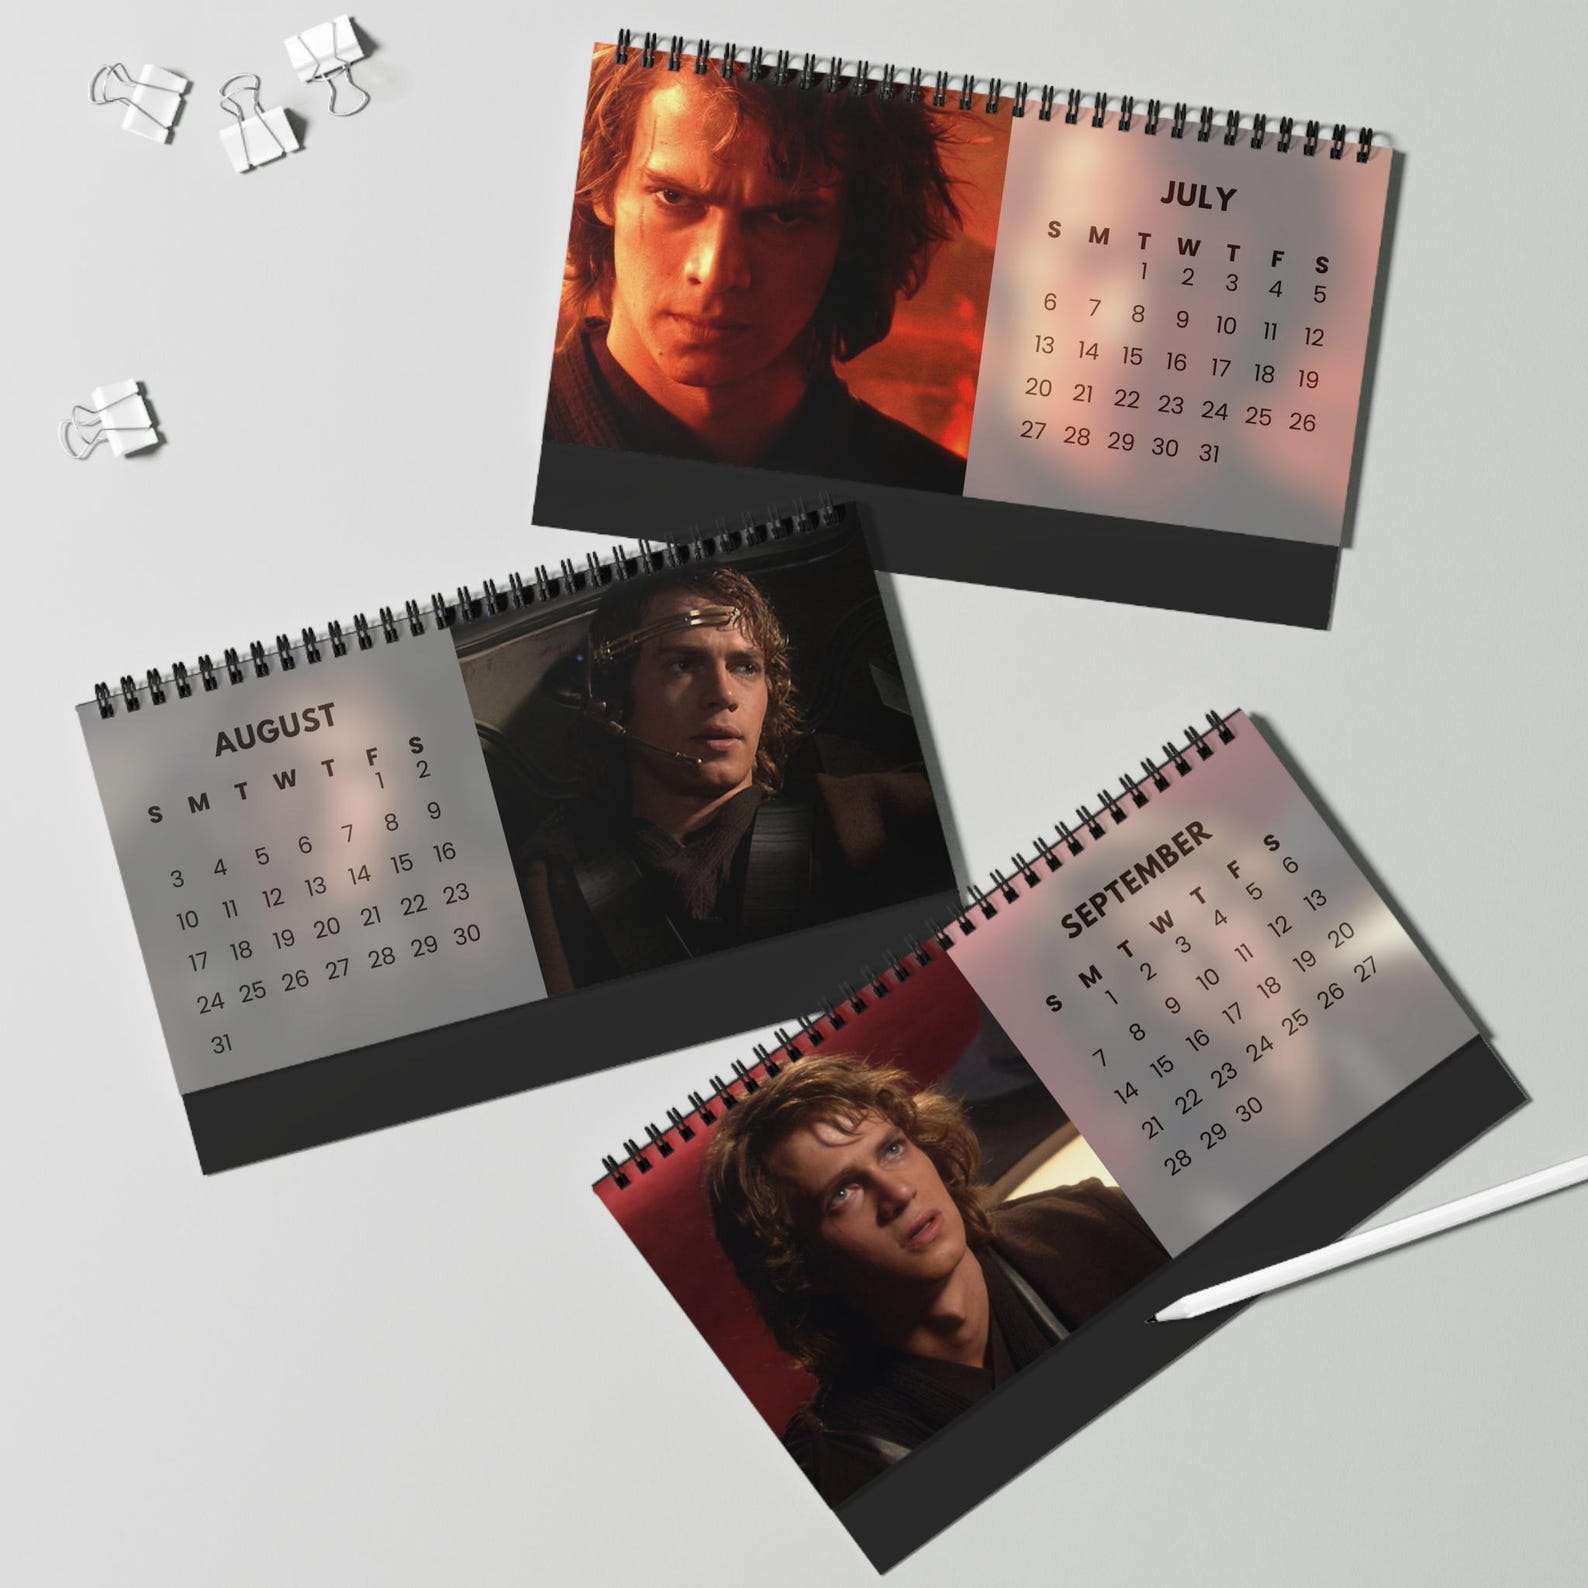 JULY
S M T W T F S
1 2 3 4 5
6 7 8 9 10 11 12
13 14 15 16 17 18 19
20 21 22 23 24 25 26
27 28 29 30 31
AUGUST
S M T W T F S
1 2
3 4 5 6 7 8 9
10 11 12 13 14 15 16
17 18 19 20 21 22 23
24 25 26 27 28 29 30
31
SEPTEMBER
S M T W T F S
1 2 3 4 5 6
7 8 9 10 11 12 13
14 15 16 17 18 19 20
21 22 23 24 25 26 27
28 29 30